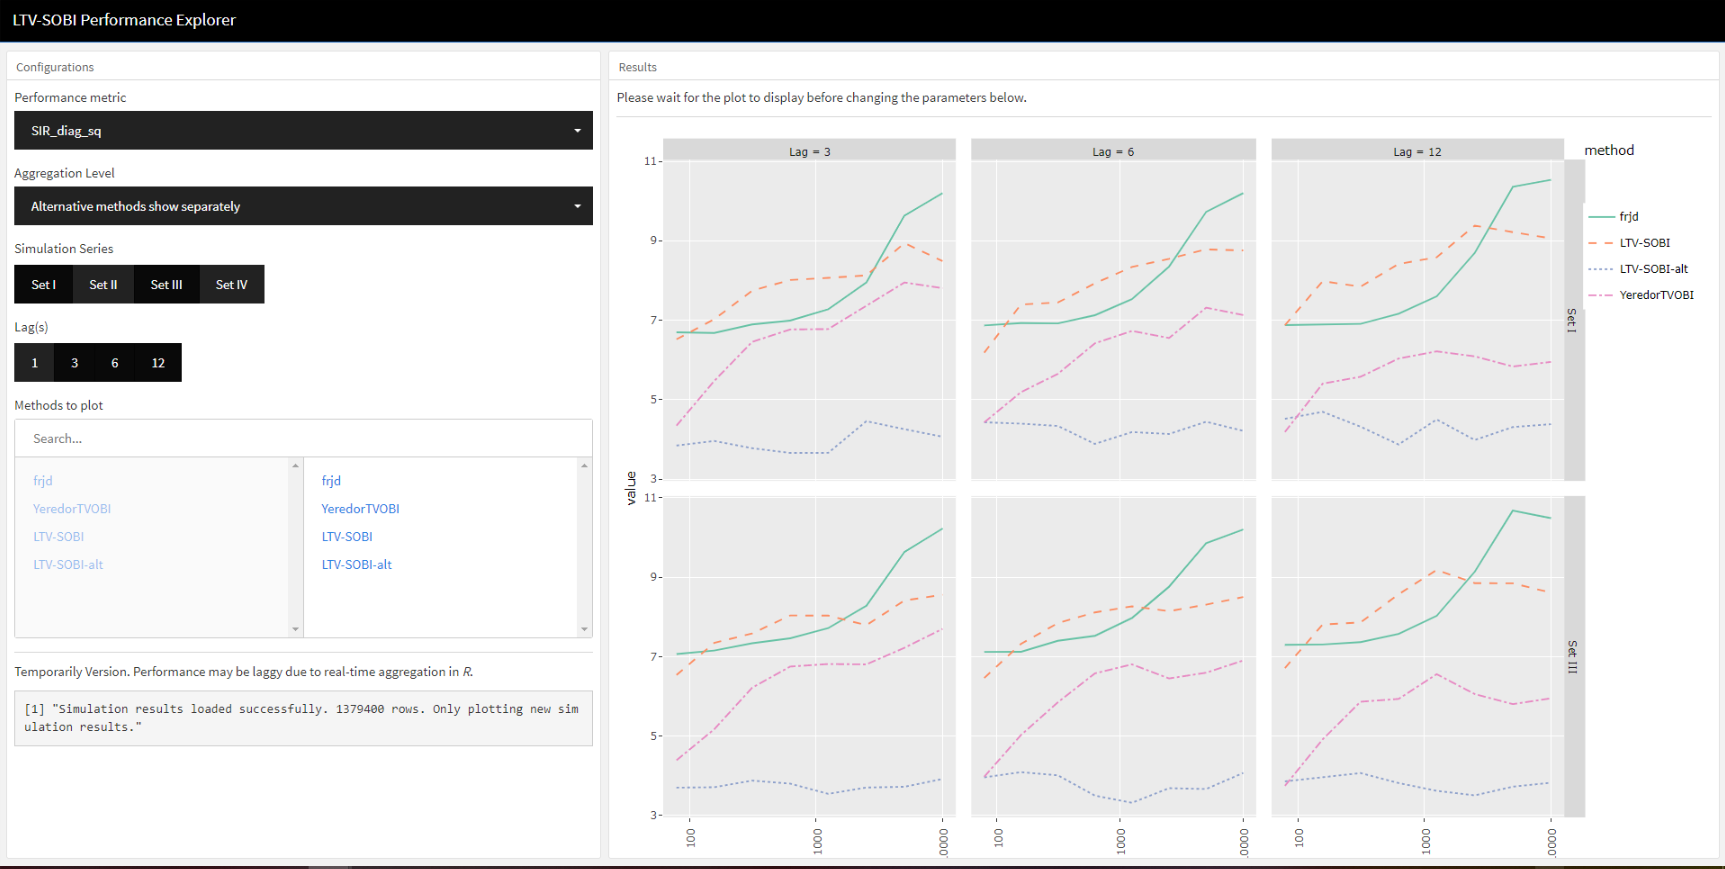 LTV-SOBI Performance Explorer
Configurations
Performance metric
SIR_diag_sq
Aggregation Level
Alternative methods show separately
Simulation Series
Set I Set II Set III Set IV
Lag(s)
1 3 6 12
Methods to plot
Search...
frjd
YeredorTVOBI
LTV-SOBI
LTV-SOBI-alt
frjd
YeredorTVOBI
LTV-SOBI
LTV-SOBI-alt
Temporarily Version. Performance may be laggy due to real-time aggregation in R.
[1] "Simulation results loaded successfully. 1379400 rows. Only plotting new sim
ulation results."
Results
Please wait for the plot to display before changing the parameters below.
Lag = 3 Lag = 6 Lag = 12
method
frjd
LTV-SOBI
LTV-SOBI-alt
YeredorTVOBI
value
11
9
7
5
3
Set I
11
9
7
5
3
Set III
100 1000 .0000 100 1000 .0000 100 1000 .0000